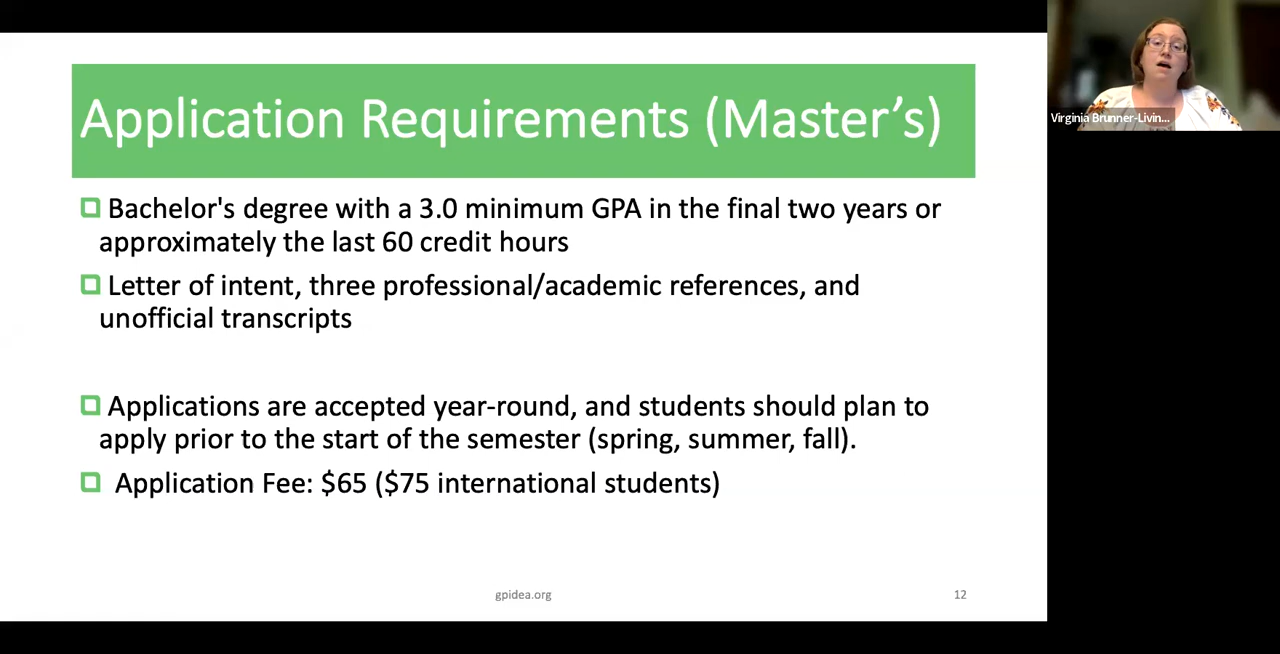 Application Requirements (Master's)
Bachelor's degree with a 3.0 minimum GPA in the final two years or
approximately the last 60 credit hours
Letter of intent, three professional/academic references, and
unofficial transcripts
Applications are accepted year-round, and students should plan to
apply prior to the start of the semester (spring, summer, fall).
Application Fee: $65 ($75 international students)
gpidea.org
12
Virginia Brunner-Livin...